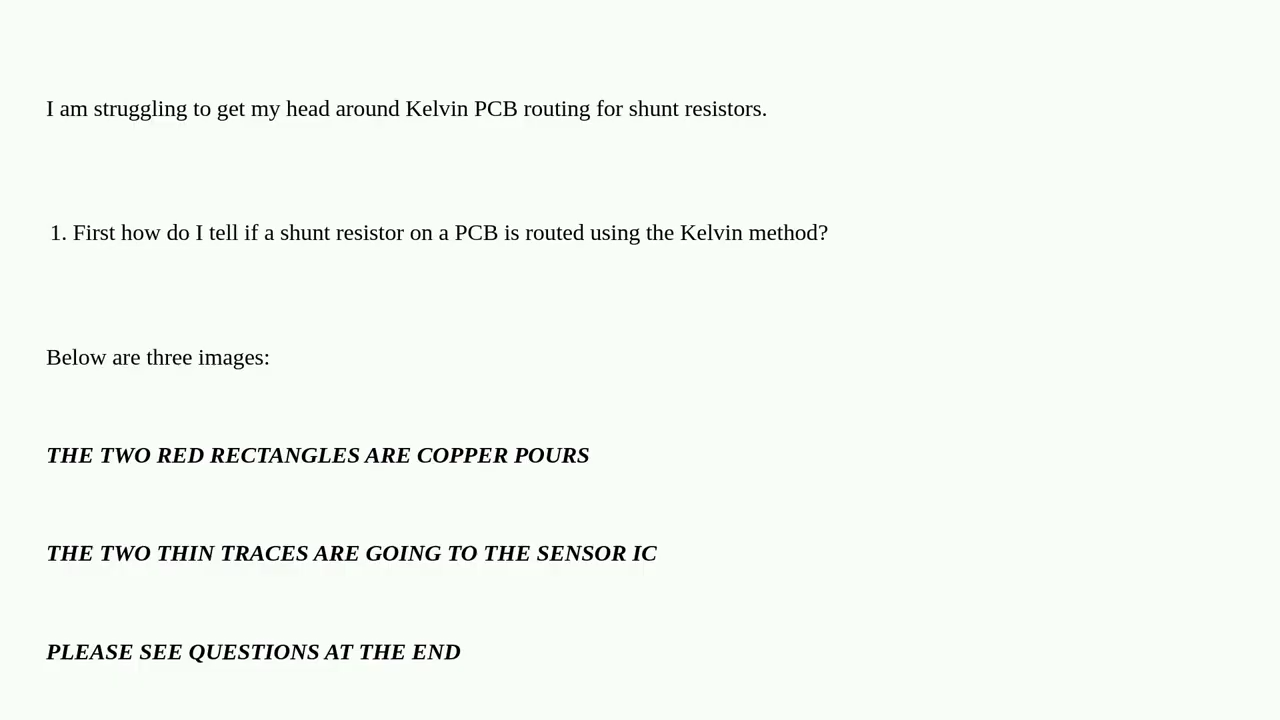 I am struggling to get my head around Kelvin PCB routing for shunt resistors.
1. First how do I tell if a shunt resistor on a PCB is routed using the Kelvin method?
Below are three images:
THE TWO RED RECTANGLES ARE COPPER POURS
THE TWO THIN TRACES ARE GOING TO THE SENSOR IC
PLEASE SEE QUESTIONS AT THE END